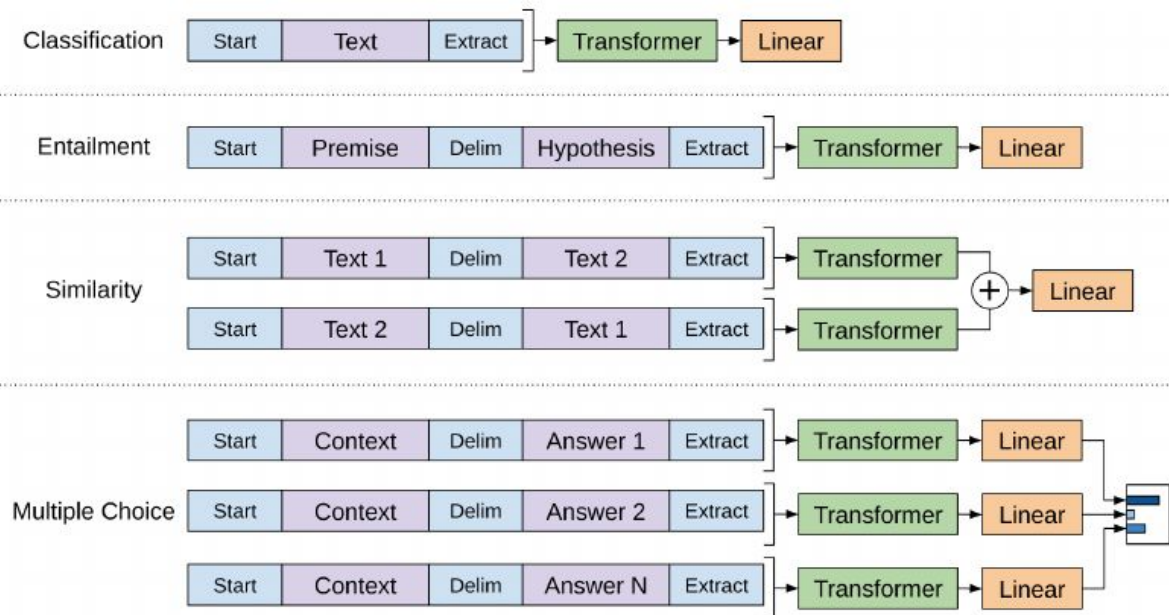 Classification Start Text Extract Transformer Linear
Entailment Start Premise Delim Hypothesis Extract Transformer Linear
Start Text 1 Delim Text 2 Extract Transformer
Similarity + Linear
Start Text 2 Delim Text 1 Extract Transformer
Start Context Delim Answer 1 Extract Transformer Linear
Multiple Choice Start Context Delim Answer 2 Extract Transformer Linear
Start Context Delim Answer N Extract Transformer Linear